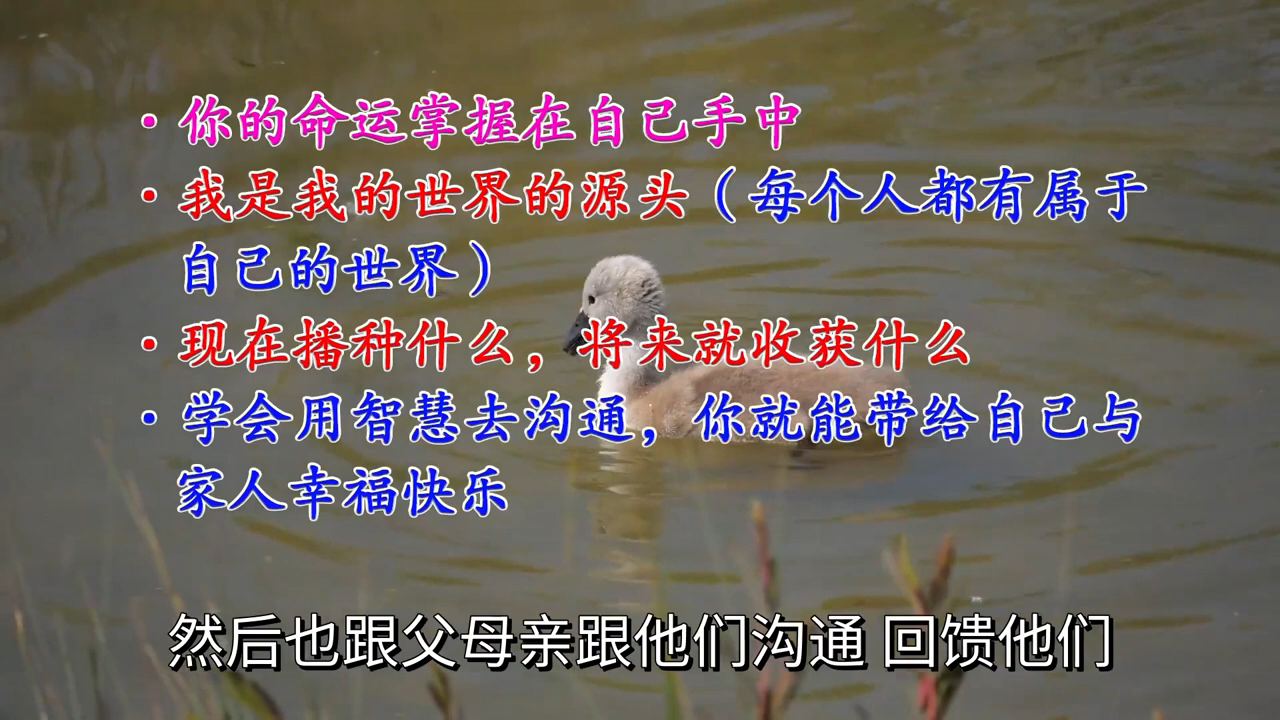 ·你的命运掌握在自己手中
·我是我的世界的源头（每个人都有属于
自己的世界）
·现在播种什么，将来就收获什么
·学会用智慧去沟通，你就能带给自己与
家人幸福快乐
然后也跟父母亲跟他们沟通 回馈他们